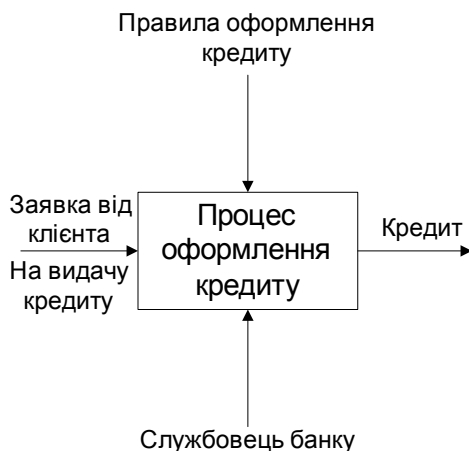 Правила оформлення
кредиту
Заявка від
клієнта
На видачу
кредиту
Процес
оформлення
кредиту
Кредит
Службовець банку